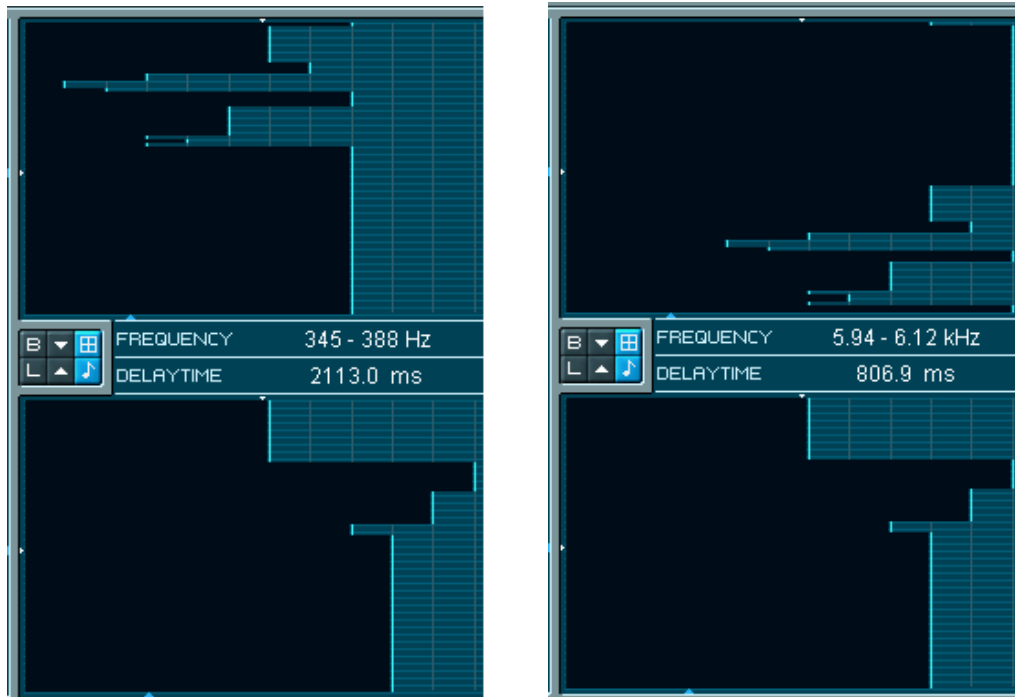 B
FREQUENCY 345 - 388 Hz
L
DELAYTIME 2113.0 ms
B
FREQUENCY 5.94 - 6.12 kHz
L
DELAYTIME 806.9 ms